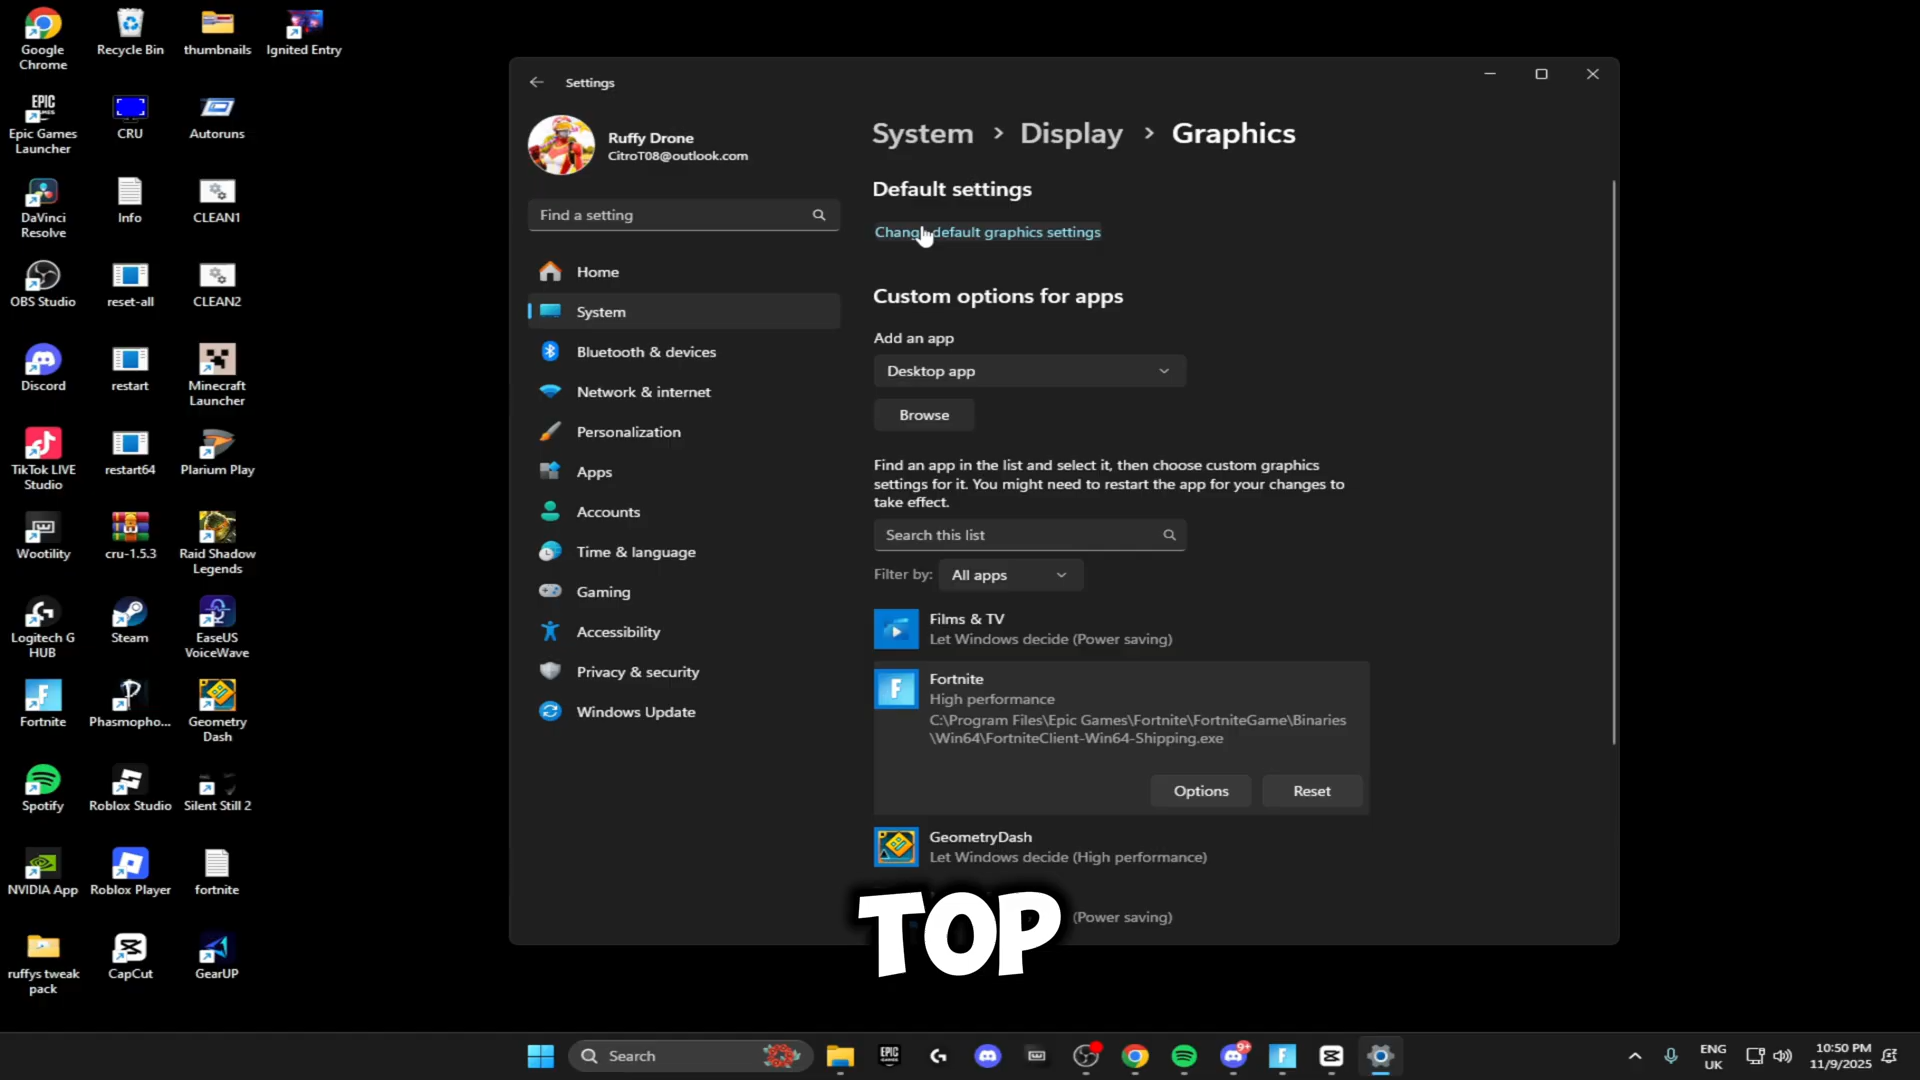 Google
Chrome
Recycle Bin
thumbnails
Ignited Entry
EPIC
GAMES
Epic Games
Launcher
CRU
Autoruns
DaVinci
Resolve
Info
CLEAN1
OBS Studio
reset-all
CLEAN2
Discord
restart
Minecraft
Launcher
TikTok LIVE
Studio
restart64
Plarium Play
Wootility
cru-1.5.3
Raid Shadow
Legends
Logitech G
HUB
Steam
EaseUS
VoiceWave
Fortnite
Phasmopho...
Geometry
Dash
Spotify
Roblox Studio
Silent Still 2
NVIDIA App
Roblox Player
fortnite
ruffys tweak
pack
CapCut
GearUP
Settings
Ruffy Drone
CitroT08@outlook.com
Find a setting
Home
System
Bluetooth & devices
Network & internet
Personalization
Apps
Accounts
Time & language
Gaming
Accessibility
Privacy & security
Windows Update
System > Display > Graphics
Default settings
Change default graphics settings
Custom options for apps
Add an app
Desktop app
Browse
Find an app in the list and select it, then choose custom graphics
settings for it. You might need to restart the app for your changes to
take effect.
Search this list
Filter by: All apps
Films & TV
Let Windows decide (Power saving)
F
Fortnite
High performance
C:\Program Files\Epic Games\Fortnite\FortniteGame\Binaries
\Win64\FortniteClient-Win64-Shipping.exe
Options
Reset
GeometryDash
Let Windows decide (High performance)
(Power saving)
TOP
Search
EPIC
9+
ENG
UK
10:50 PM
11/9/2025